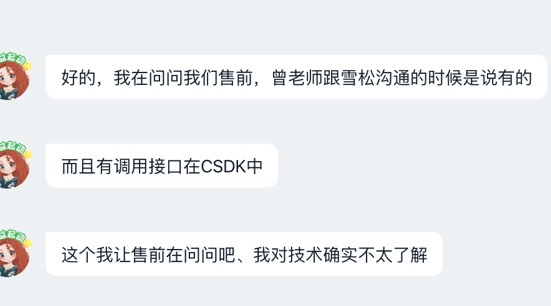 好的，我在问问我们售前，曾老师跟雪松沟通的时候是说有的
而且有调用接口在CSDK中
这个我让售前在问问吧、我对技术确实不太了解